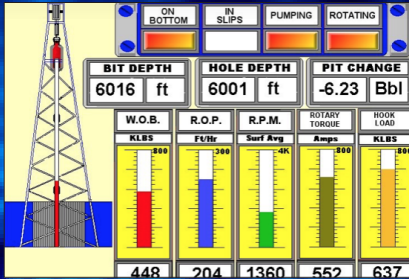 ON BOTTOM
IN SLIPS
PUMPING
ROTATING
BIT DEPTH
HOLE DEPTH
PIT CHANGE
6016 ft
6001 ft
-6.23 Bbl
W.O.B.
R.O.P.
R.P.M.
ROTARY TORQUE
HOOK LOAD
KLBS
Ft/Hr
Surf Avg
Amps
KLBS
800
300
4K
800
800
448
204
1360
552
637